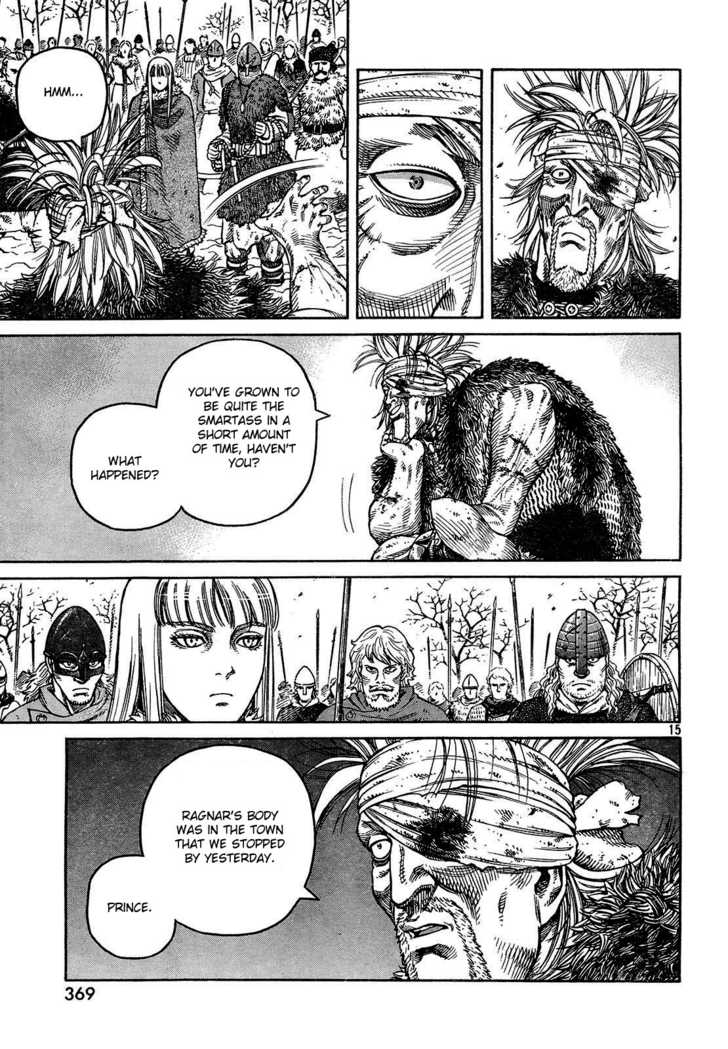 HMM...
YOU'VE GROWN TO
BE QUITE THE
SMARTASS IN A
SHORT AMOUNT
OF TIME, HAVEN'T
YOU?
WHAT
HAPPENED?
15
RAGNAR'S BODY
WAS IN THE TOWN
THAT WE STOPPED
BY YESTERDAY.
PRINCE.
369